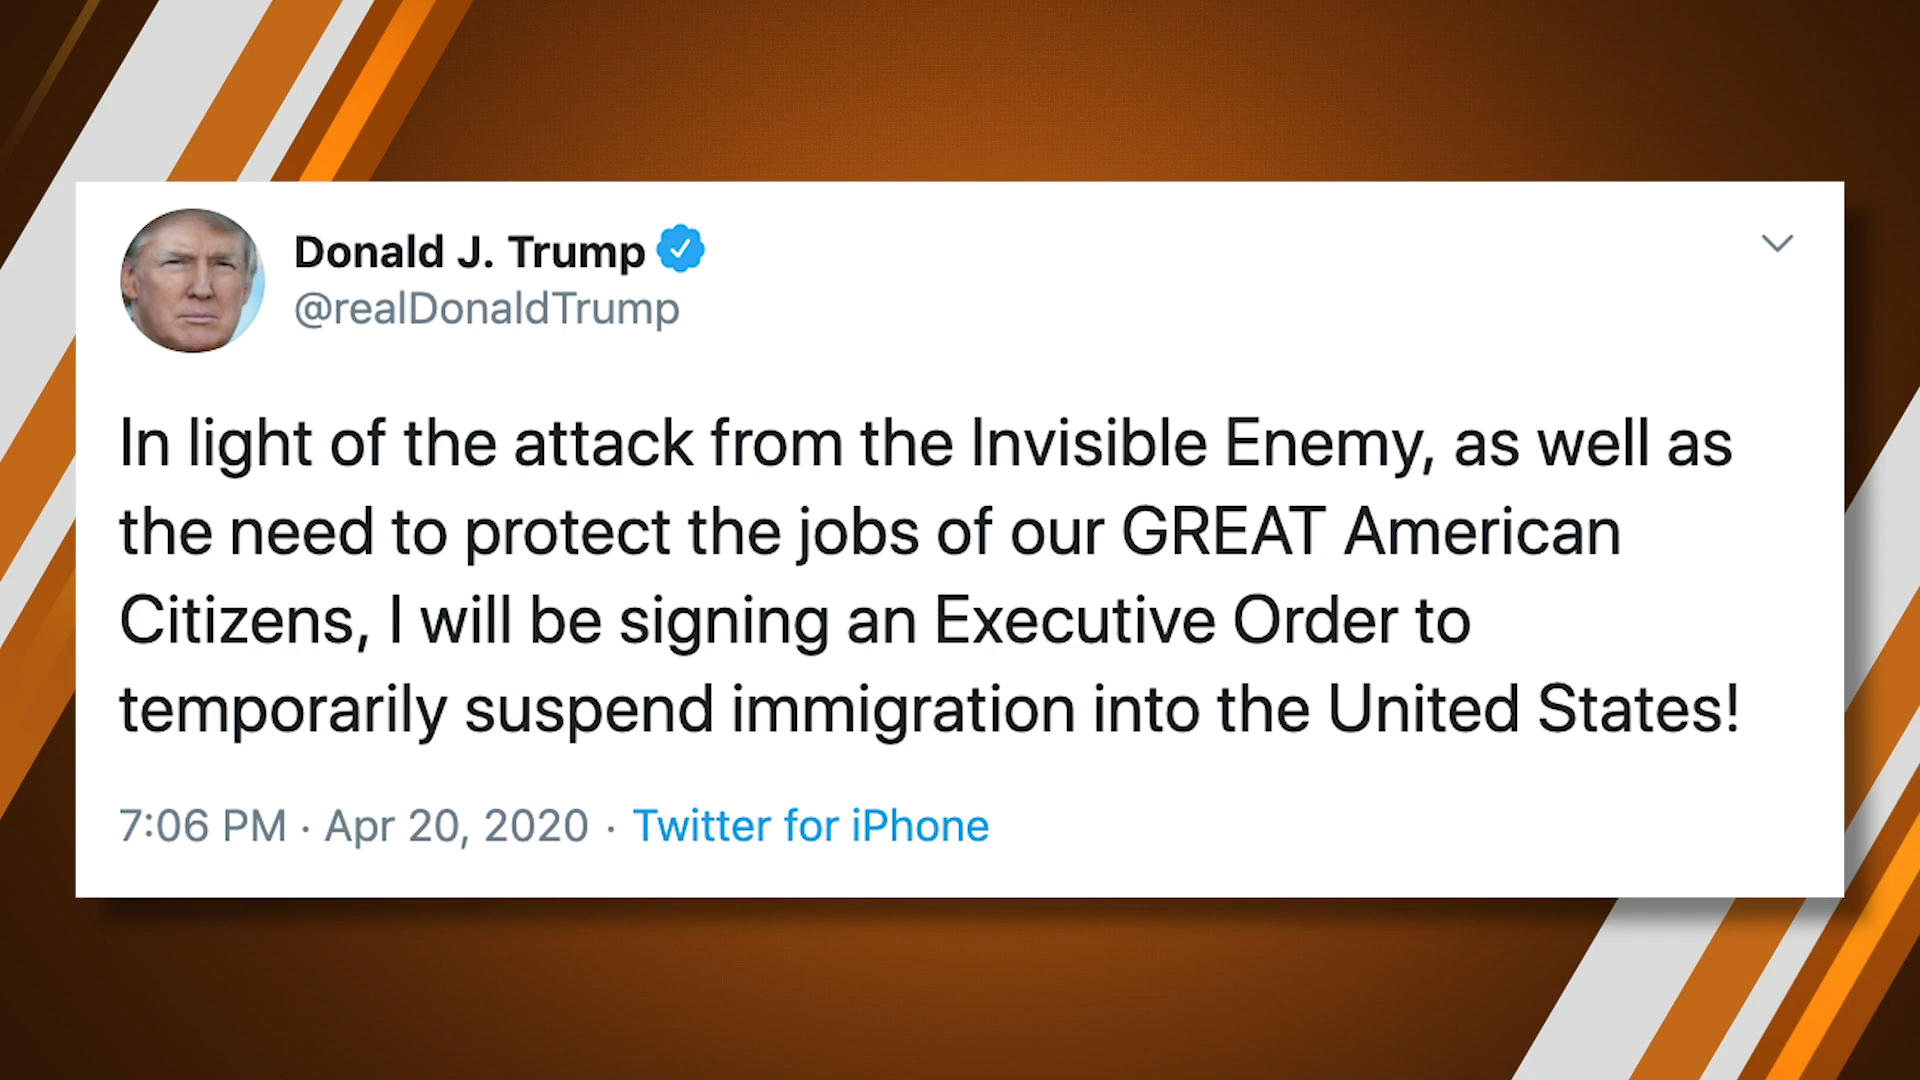 Donald J. Trump
@realDonaldTrump
In light of the attack from the Invisible Enemy, as well as
the need to protect the jobs of our GREAT American
Citizens, I will be signing an Executive Order to
temporarily suspend immigration into the United States!
7:06 PM · Apr 20, 2020 · Twitter for iPhone